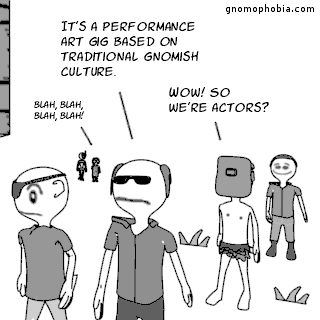 gnomophobia.com
IT'S A PERFORMANCE
ART GIG BASED ON
TRADITIONAL GNOMISH
CULTURE.
BLAH, BLAH,
BLAH, BLAH!
WOW! SO
WE'RE ACTORS?